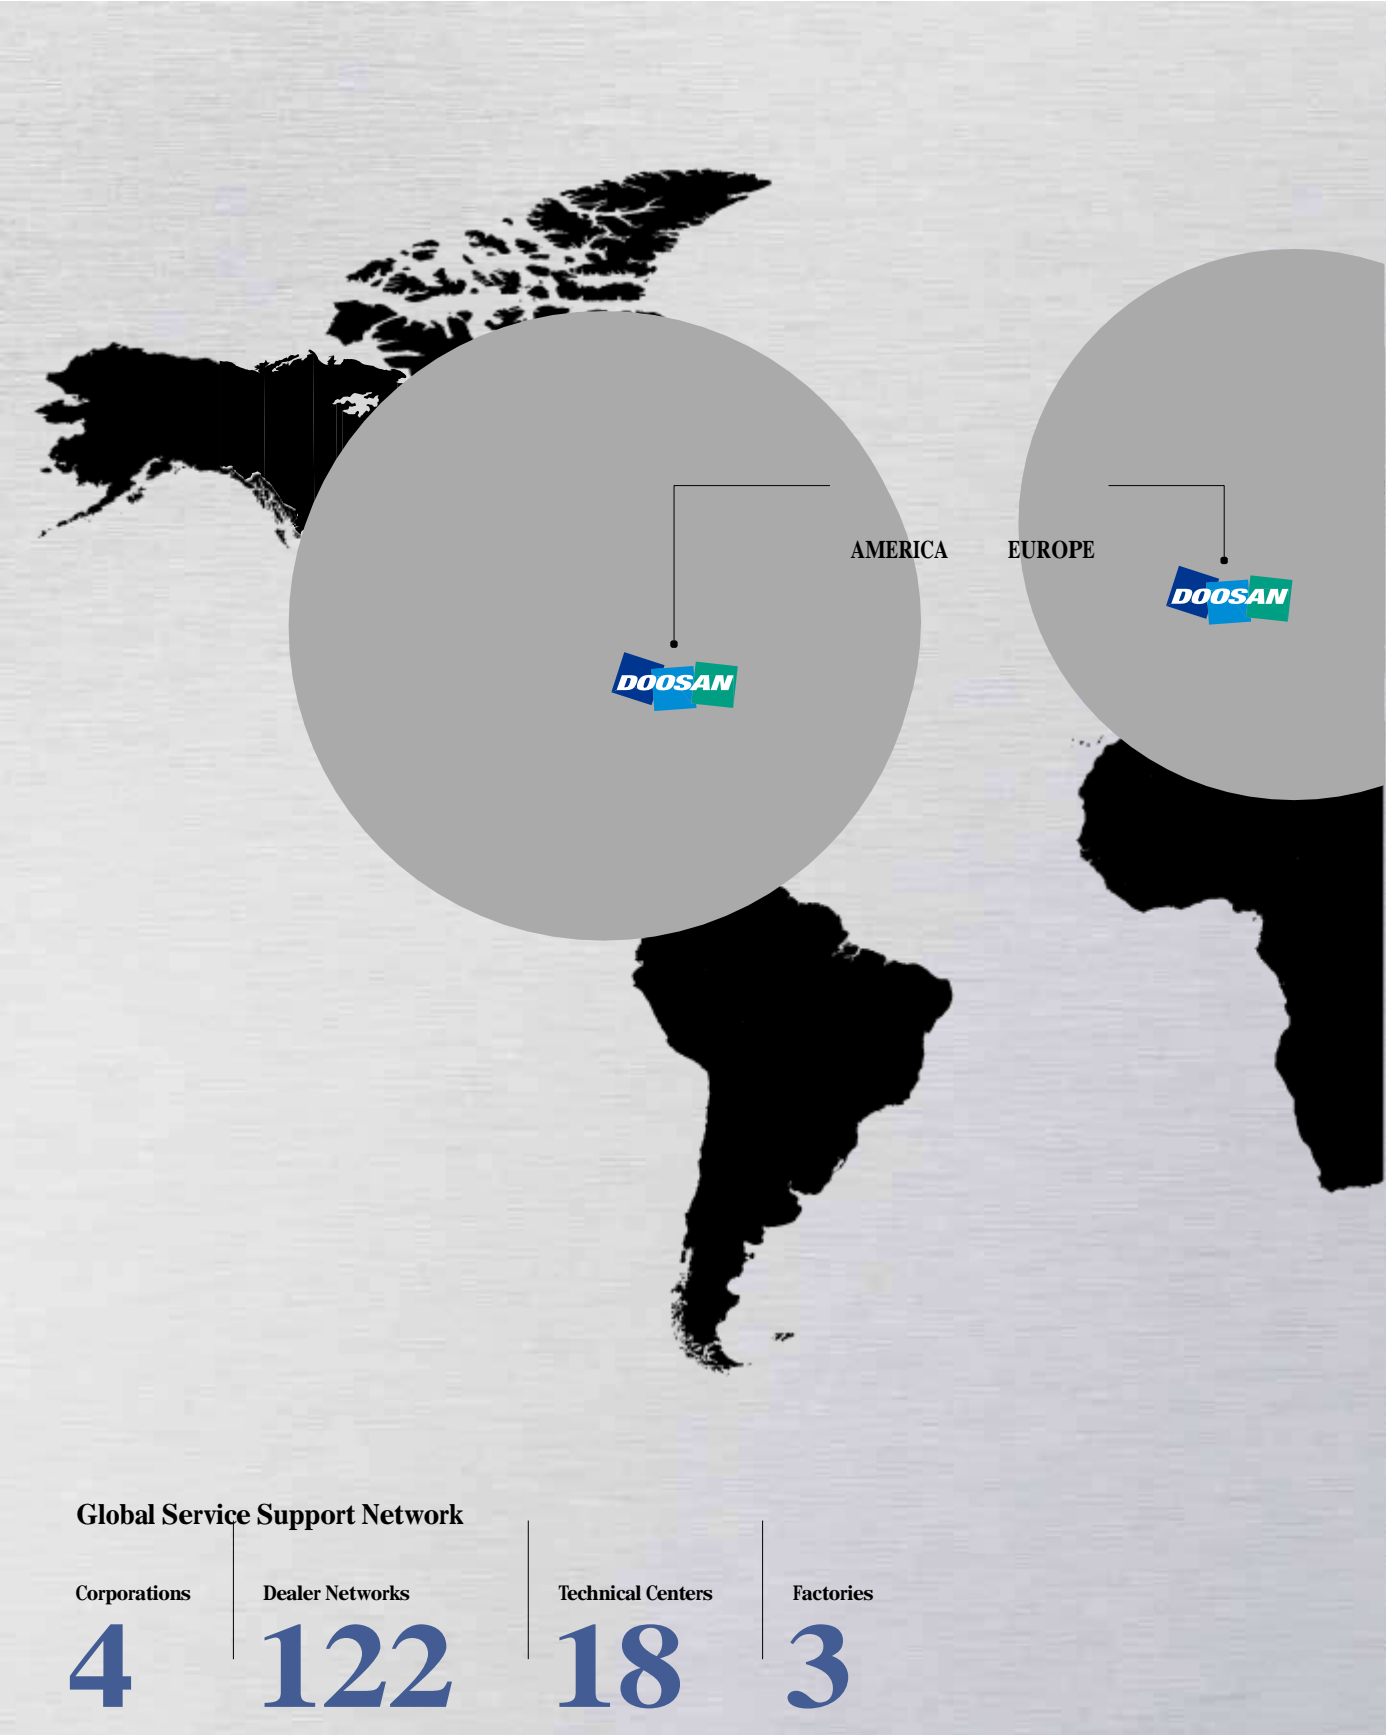 AMERICA
EUROPE
DOOSAN
DOOSAN
Global Service Support Network
Corporations
Dealer Networks
Technical Centers
Factories
4
122
18
3